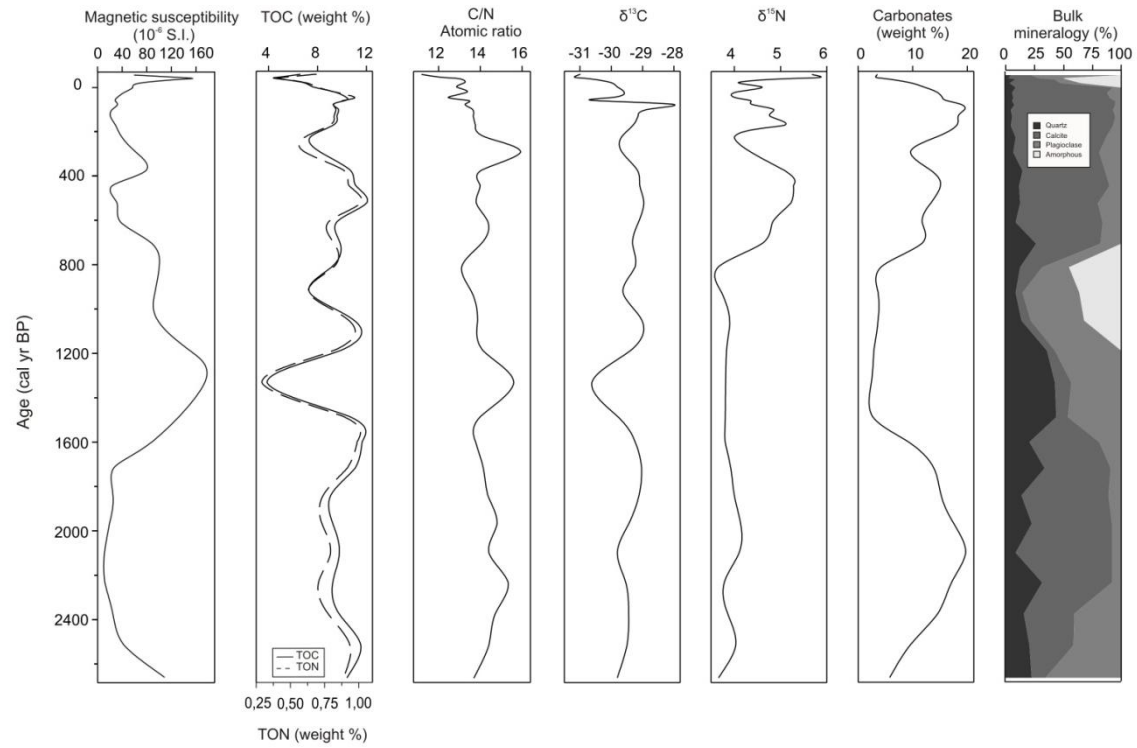 Magnetic susceptibility
(10⁻⁶ S.I.)
0 40 80 120 160
TOC (weight %)
4 8 12
C/N
Atomic ratio
12 14 16
δ¹³C
-31 -30 -29 -28
δ¹⁵N
4 5 6
Carbonates
(weight %)
0 10 20
Bulk
mineralogy (%)
0 25 50 75 100
Age (cal yr BP)
0
400
800
1200
1600
2000
2400
Quartz
Calcite
Plagioclase
Amorphous
TOC
TON
0,25 0,50 0,75 1,00
TON (weight %)